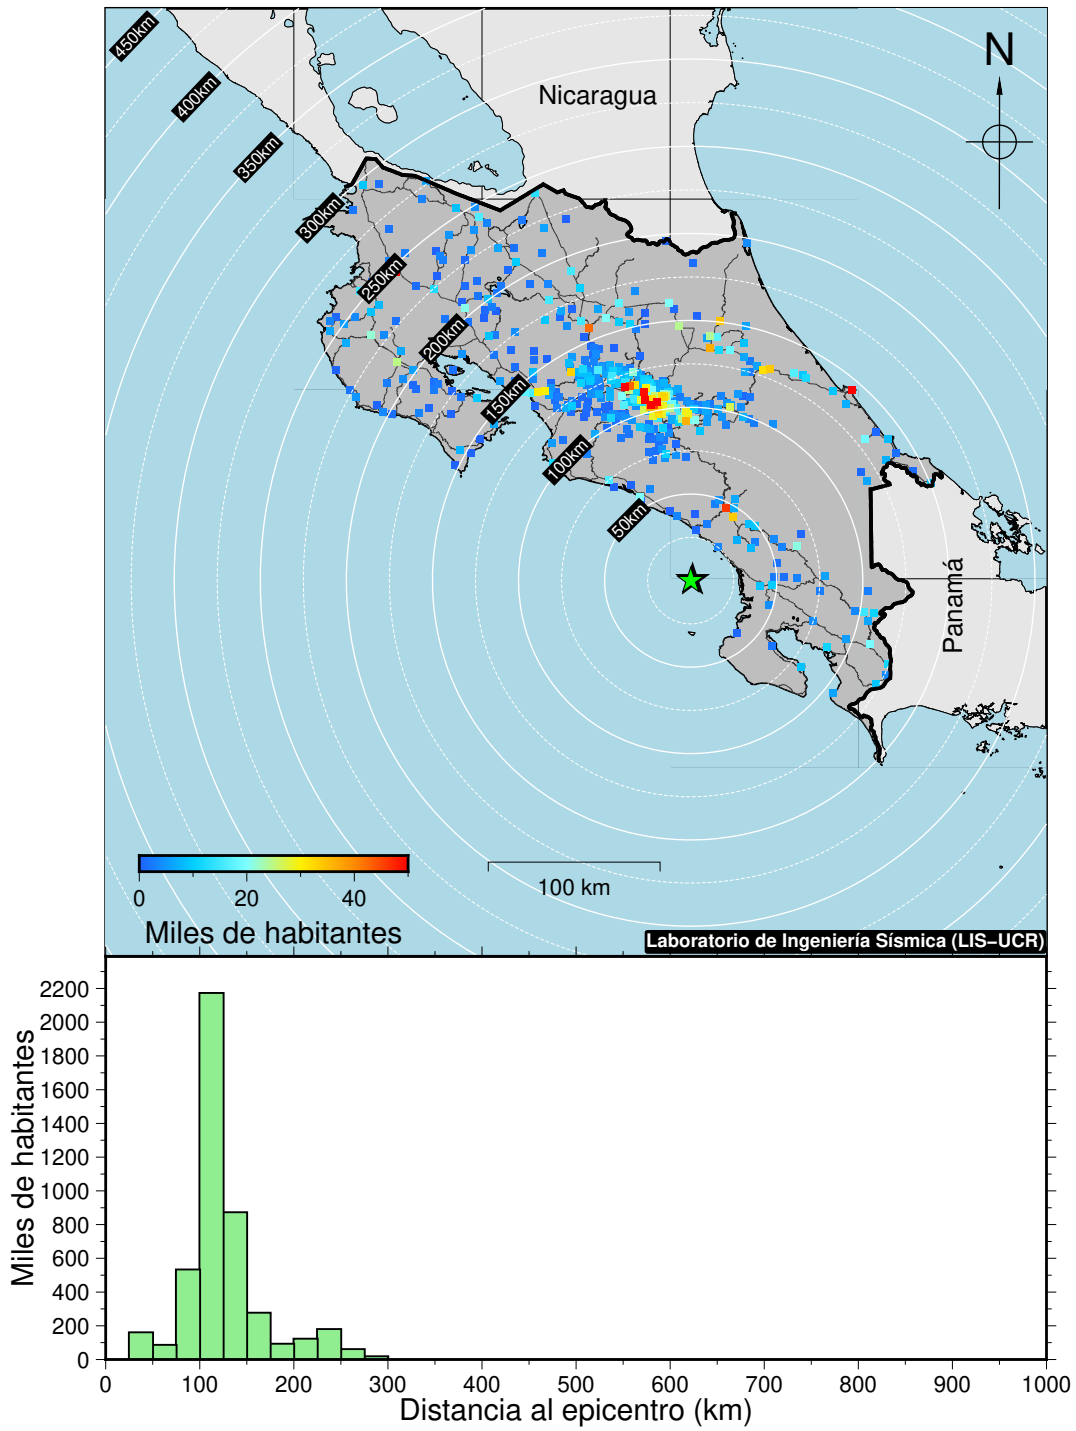 450km
400km
350km
300km
250km
200km
150km
100km
50km
Nicaragua
N
Panamá
0
20
40
Miles de habitantes
100 km
Laboratorio de Ingeniería Sísmica (LIS−UCR)
Miles de habitantes
2200
2000
1800
1600
1400
1200
1000
800
600
400
200
0
0 100 200 300 400 500 600 700 800 900 1000
Distancia al epicentro (km)